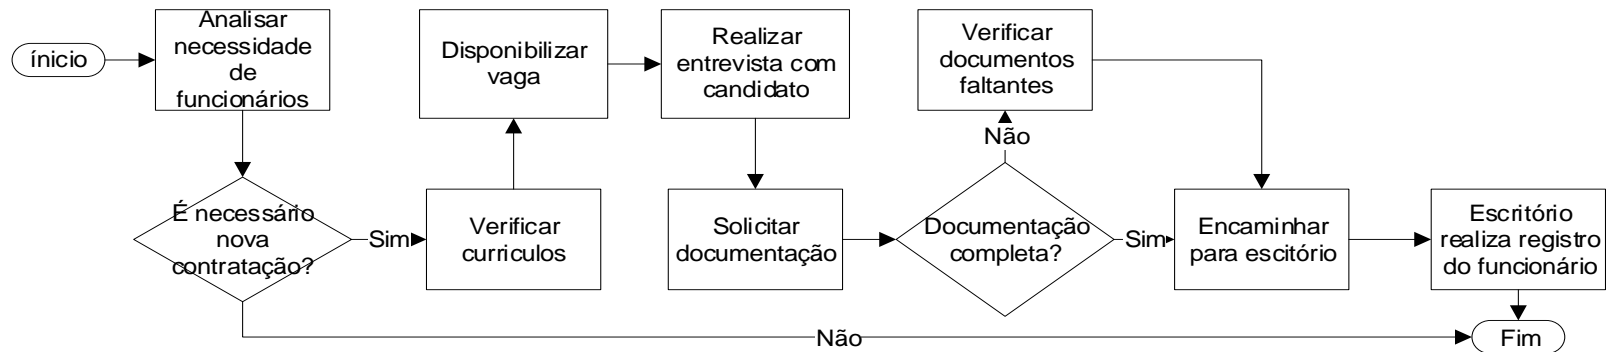 ínicio
Analisar
necessidade
de
funcionários
É necessário
nova
contratação?
Sim
Verificar
curriculos
Disponibilizar
vaga
Realizar
entrevista com
candidato
Solicitar
documentação
Documentação
completa?
Não
Verificar
documentos
faltantes
Sim
Encaminhar
para escitório
Escritório
realiza registro
do funcionário
Não
Fim